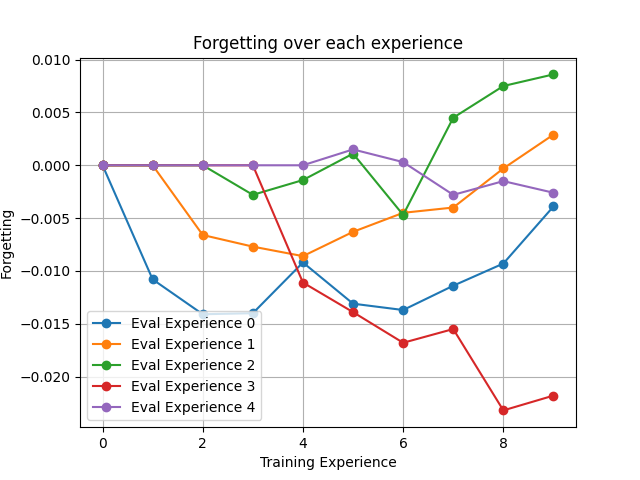 Forgetting over each experience
0.010
0.005
0.000
−0.005
−0.010
−0.015
−0.020
Forgetting
Eval Experience 0
Eval Experience 1
Eval Experience 2
Eval Experience 3
Eval Experience 4
0 2 4 6 8
Training Experience